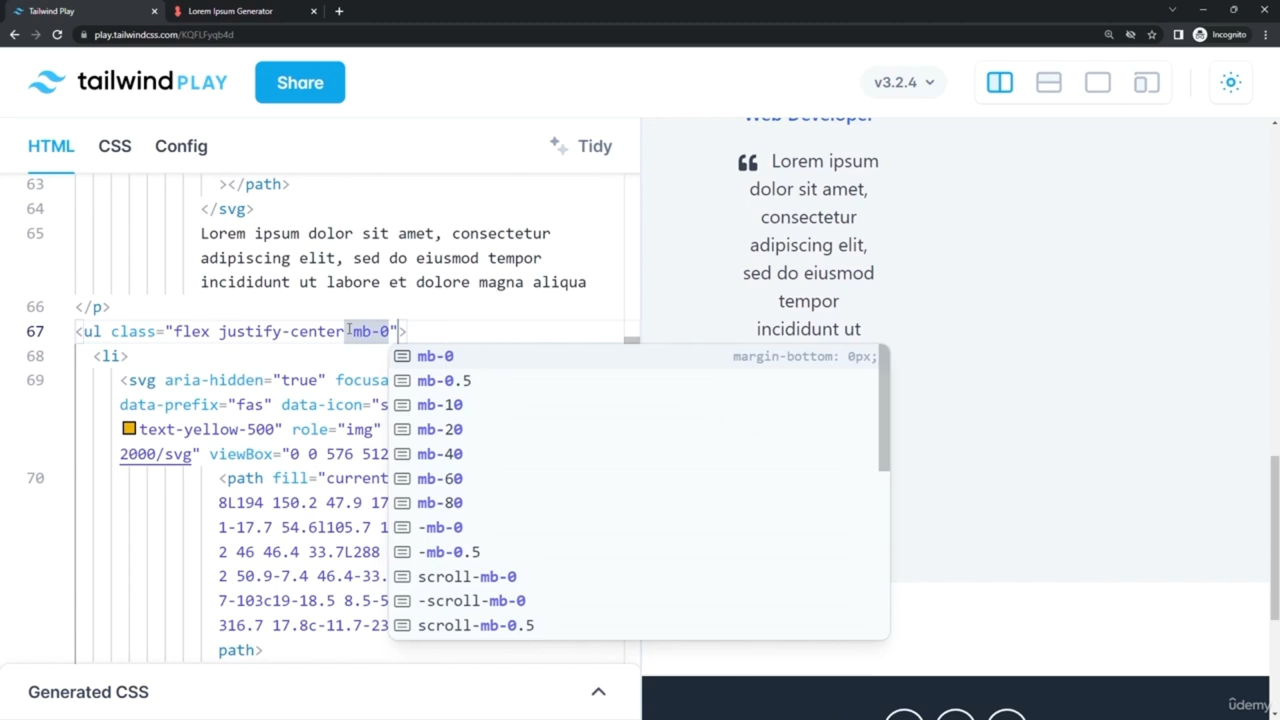 Tailwind Play
Lorem Ipsum Generator
play.tailwindcss.com/KQFLFyqb4d
Incognito
tailwind PLAY
Share
v3.2.4
HTML
CSS
Config
Tidy
63
></path>
64
</svg>
65
Lorem ipsum dolor sit amet, consectetur
adipiscing elit, sed do eiusmod tempor
incididunt ut labore et dolore magna aliqua
66
</p>
67
<ul class="flex justify-center mb-0">
68
<li>
69
<svg aria-hidden="true" focusa
data-prefix="fas" data-icon="s
text-yellow-500" role="img"
2000/svg" viewBox="0 0 576 512
70
<path fill="current
8L194 150.2 47.9 17
1-17.7 54.6l105.7 1
2 46 46.4 33.7L288
2 50.9-7.4 46.4-33.
7-103c19-18.5 8.5-5
316.7 17.8c-11.7-23
path>
mb-0
margin-bottom: 0px;
mb-0.5
mb-10
mb-20
mb-40
mb-60
mb-80
-mb-0
-mb-0.5
scroll-mb-0
-scroll-mb-0
scroll-mb-0.5
Generated CSS
Web Developer
Lorem ipsum
dolor sit amet,
consectetur
adipiscing elit,
sed do eiusmod
tempor
incididunt ut
ûdemy